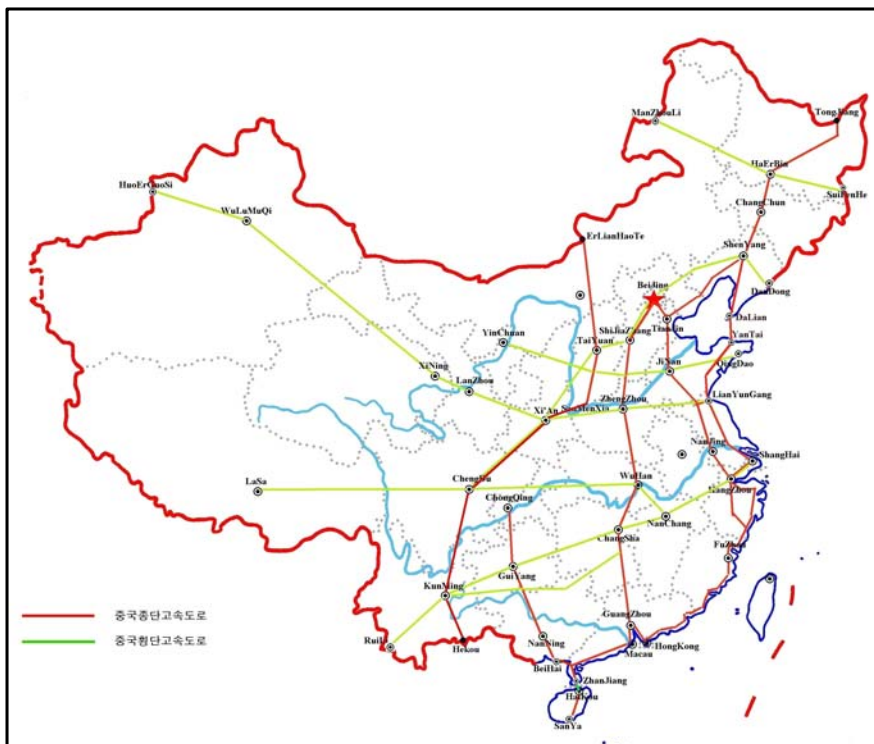 ManZhouLi
TongJiang
HaErBin
HuoErGuoSi
SuiFenHe
ChangChun
WuLuMuQi
ErLianHaoTe
ShenYang
BeiJing
DanDong
DaLian
TianJin
YinChuan
ShiJiaZhang
YanTai
TaiYuan
QingDao
XiNing
JiNan
LanZhou
LianYunGang
Xi'An
SanMenXia
ZhengZhou
NanJing
ShangHai
LaSa
ChengDu
WuHan
HangZhou
ChongQing
NanChang
ChangSha
FuZhou
GuiYang
KunMing
중국종단고속도로
GuangZhou
중국횡단고속도로
RuiLi
Hekou
NanNing
HongKong
Macau
BeiHai
ZhanJiang
HaiKou
SanYa